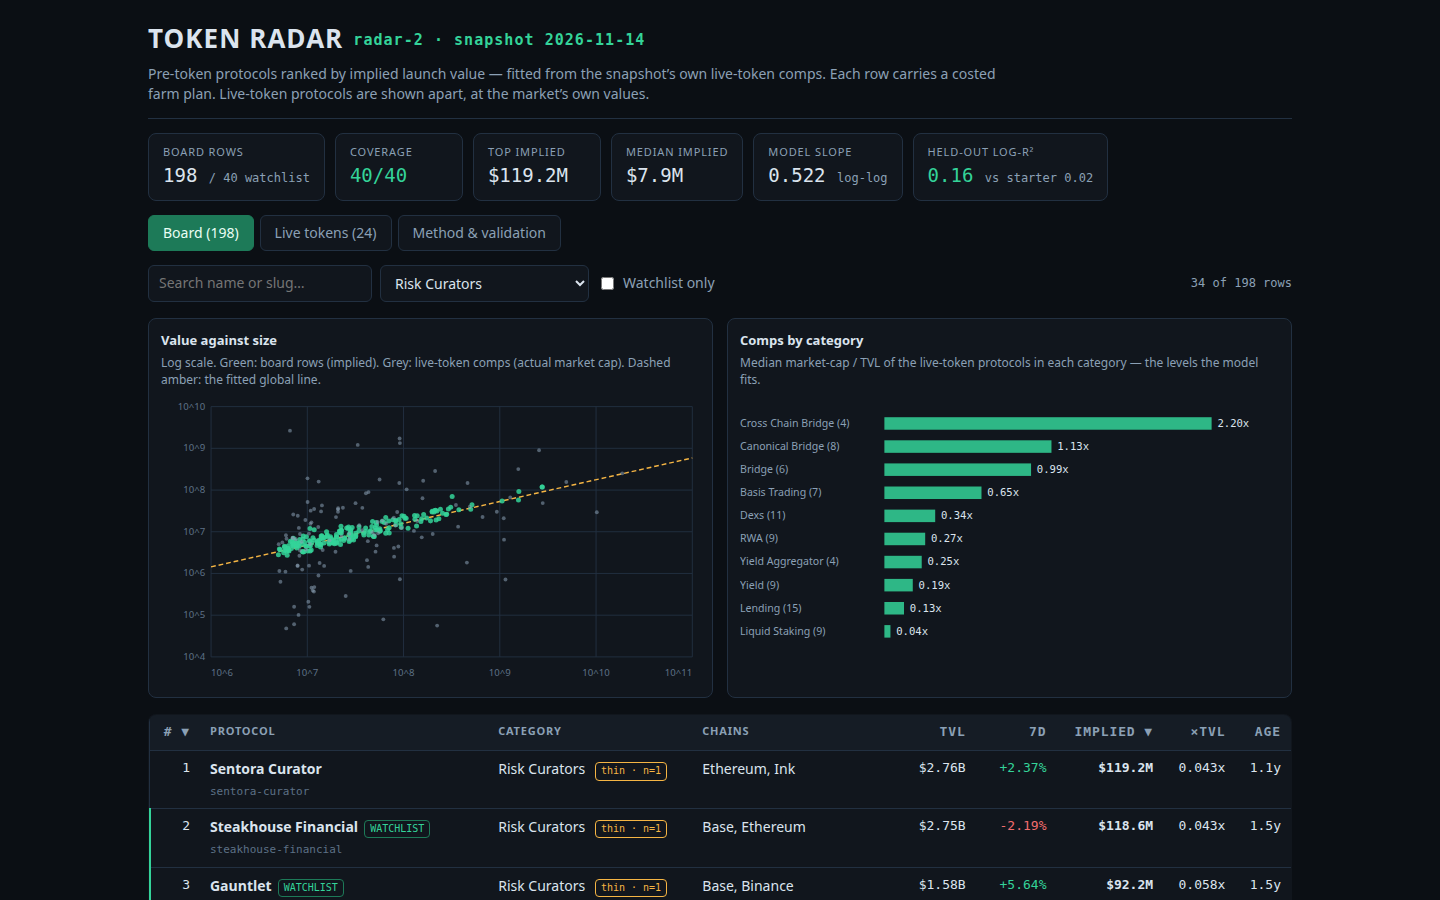 TOKEN RADAR radar-2 · snapshot 2026-11-14
Pre-token protocols ranked by implied launch value — fitted from the snapshot's own live-token comps. Each row carries a costed
farm plan. Live-token protocols are shown apart, at the market's own values.
BOARD ROWS
198 / 40 watchlist
COVERAGE
40/40
TOP IMPLIED
$119.2M
MEDIAN IMPLIED
$7.9M
MODEL SLOPE
0.522 log-log
HELD-OUT LOG-R²
0.16 vs starter 0.02
Board (198)
Live tokens (24)
Method & validation
Search name or slug...
Risk Curators
Watchlist only
34 of 198 rows
Value against size
Log scale. Green: board rows (implied). Grey: live-token comps (actual market cap). Dashed
amber: the fitted global line.
10^10
10^9
10^8
10^7
10^6
10^5
10^4
10^6 10^7 10^8 10^9 10^10 10^11
Comps by category
Median market-cap / TVL of the live-token protocols in each category — the levels the model
fits.
Cross Chain Bridge (4) 2.20x
Canonical Bridge (8) 1.13x
Bridge (6) 0.99x
Basis Trading (7) 0.65x
Dexs (11) 0.34x
RWA (9) 0.27x
Yield Aggregator (4) 0.25x
Yield (9) 0.19x
Lending (15) 0.13x
Liquid Staking (9) 0.04x
# ▼ PROTOCOL CATEGORY CHAINS TVL 7D IMPLIED ▼ ×TVL AGE
1 Sentora Curator Risk Curators thin · n=1 Ethereum, Ink $2.76B +2.37% $119.2M 0.043x 1.1y
sentora-curator
2 Steakhouse Financial WATCHLIST Risk Curators thin · n=1 Base, Ethereum $2.75B -2.19% $118.6M 0.043x 1.5y
steakhouse-financial
3 Gauntlet WATCHLIST Risk Curators thin · n=1 Base, Binance $1.58B +5.64% $92.2M 0.058x 1.5y